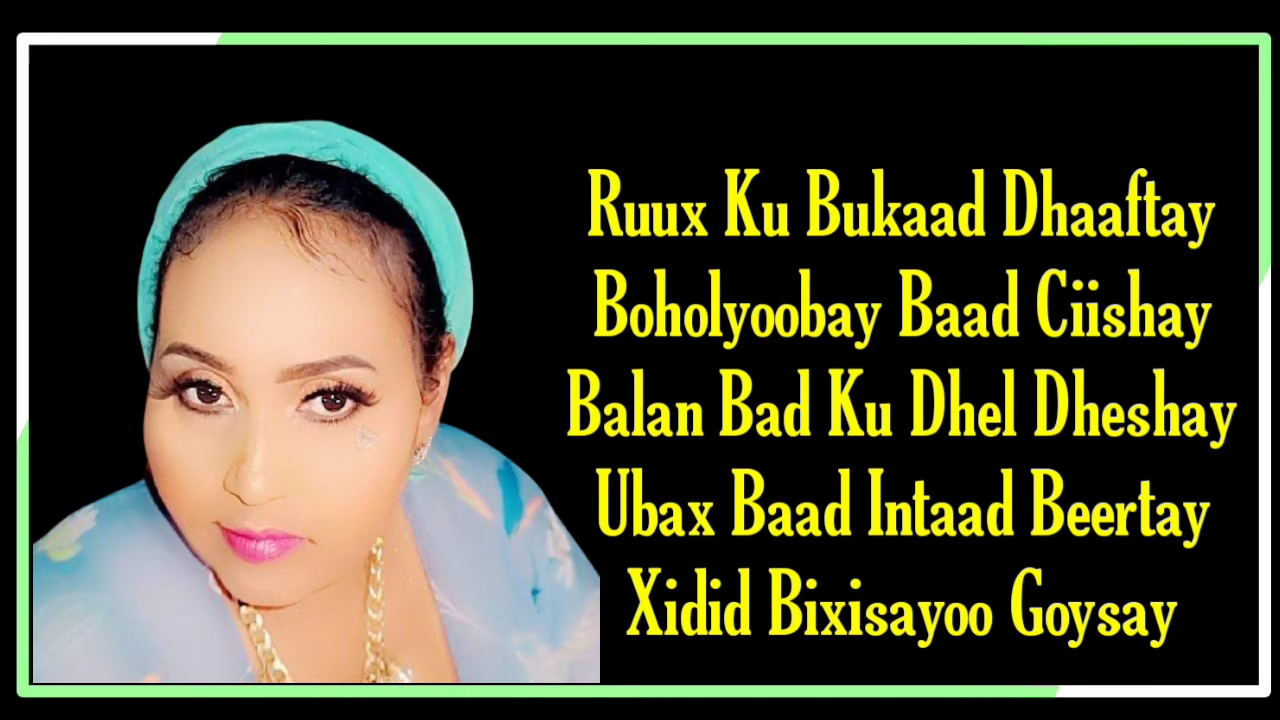 Ruux Ku Bukaad Dhaaftay
Boholyoobay Baad Ciishay
Balan Bad Ku Dhel Dheshay
Ubax Baad Intaad Beertay
Xidid Bixisayoo Goysay